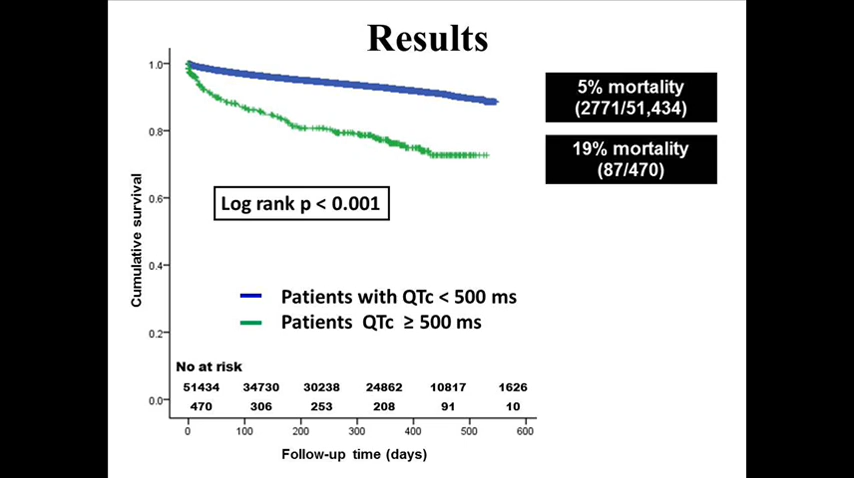 Results
5% mortality
(2771/51,434)
19% mortality
(87/470)
Cumulative survival
1.0
0.8
0.6
0.4
0.2
0.0
Log rank p < 0.001
Patients with QTc < 500 ms
Patients QTc ≥ 500 ms
No at risk
51434 34730 30238 24862 10817 1626
470 306 253 208 91 10
0 100 200 300 400 500 600
Follow-up time (days)